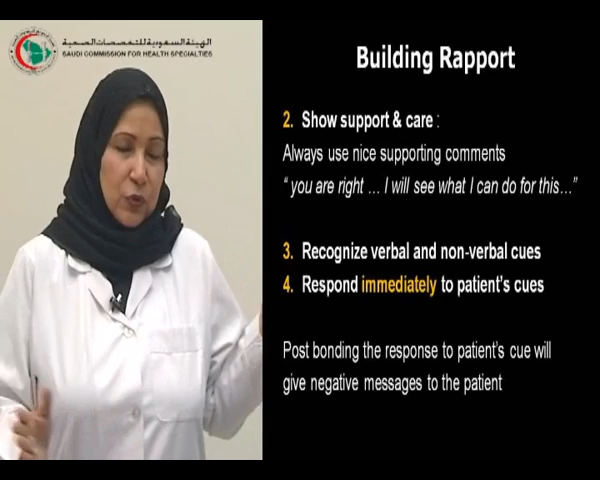 الهيئة السعودية للتخصصات الصحية
SAUDI COMMISSION FOR HEALTH SPECIALTIES
Building Rapport
2. Show support & care :
Always use nice supporting comments
“ you are right … I will see what I can do for this…”
3. Recognize verbal and non-verbal cues
4. Respond immediately to patient’s cues
Post bonding the response to patient’s cue will
give negative messages to the patient